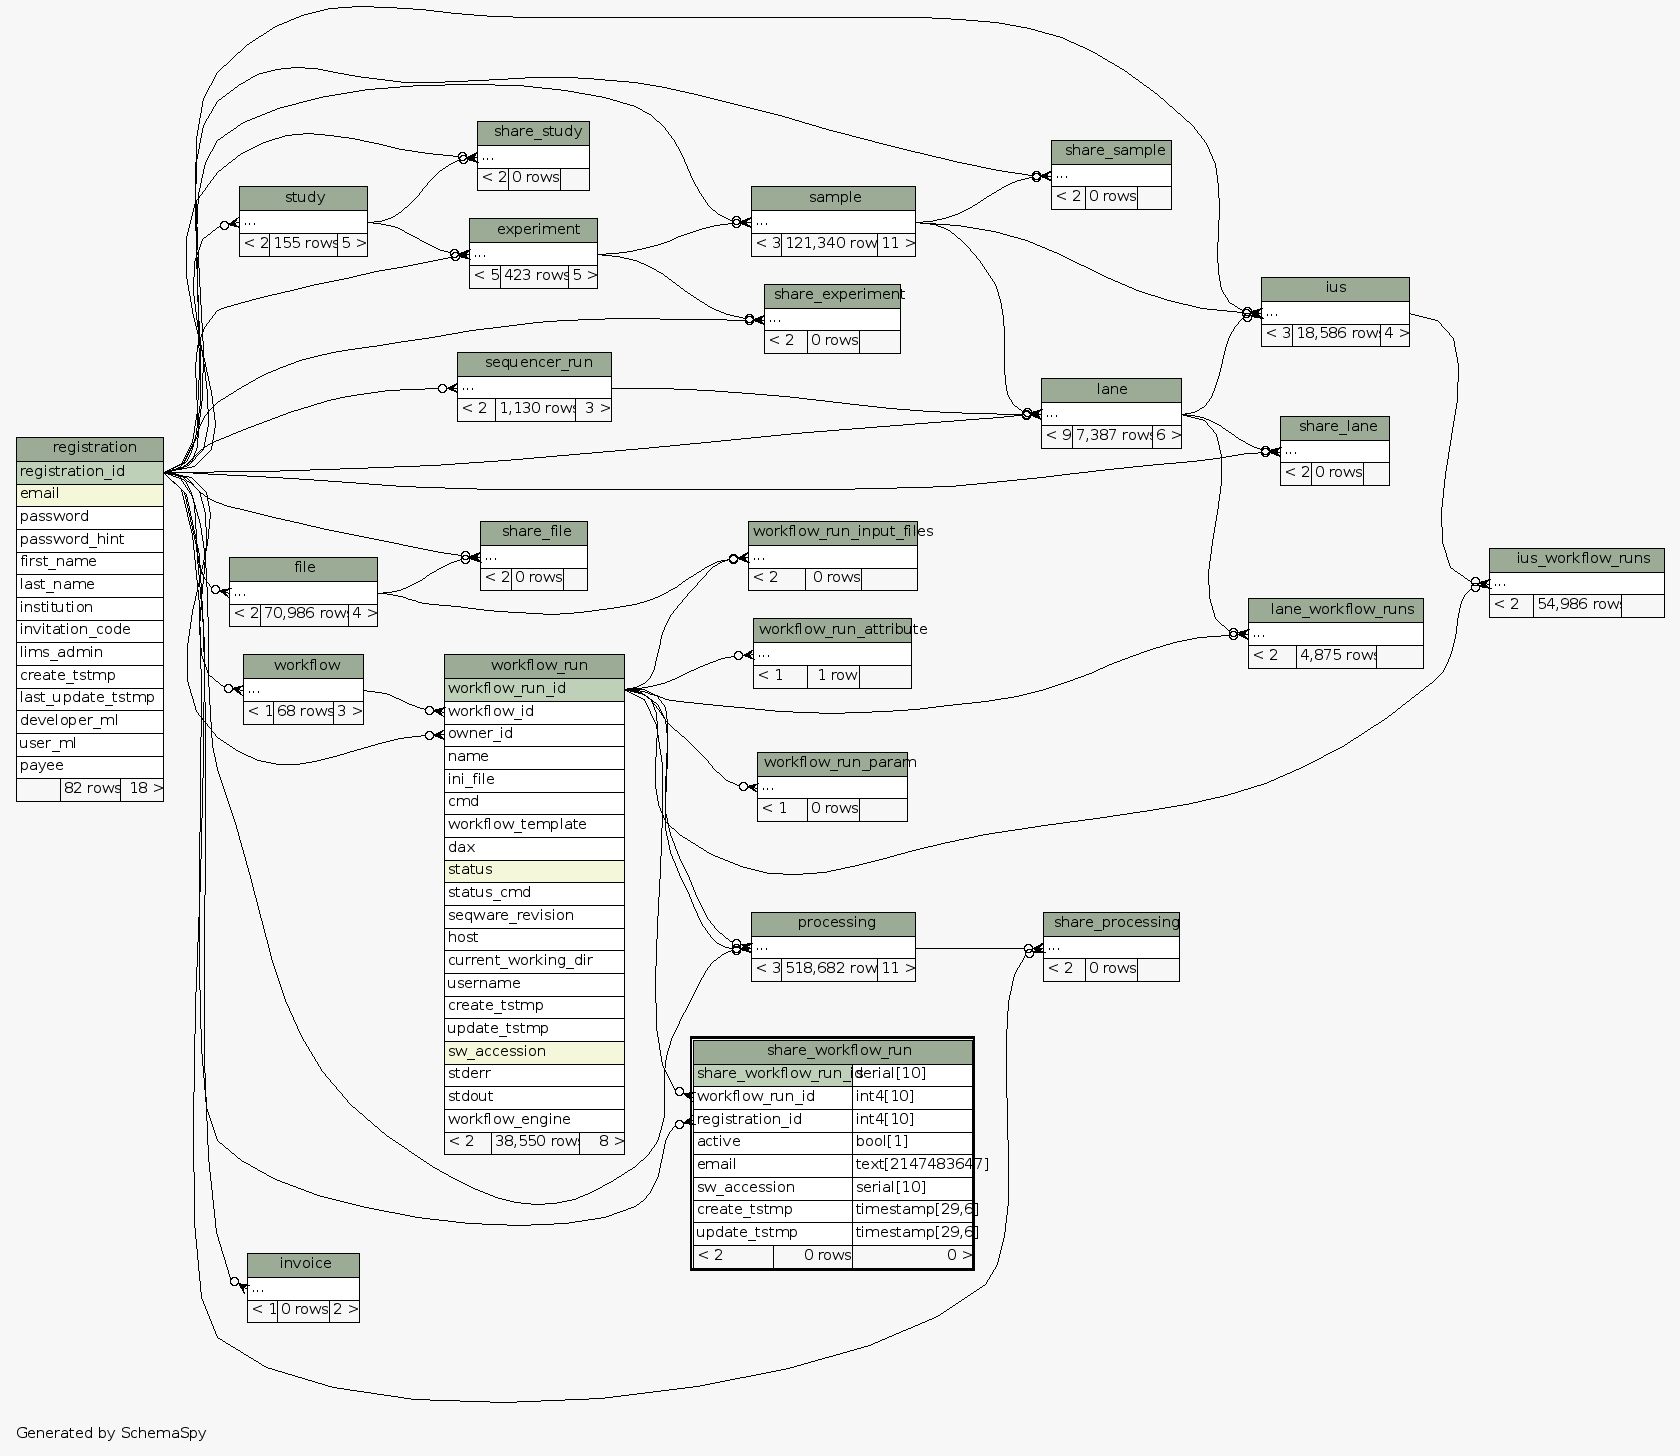 share_study
...
< 2 0 rows
share_sample
...
< 2 0 rows
study
...
< 2 155 rows 5 >
sample
...
< 3 121,340 row 11 >
experiment
...
< 5 423 rows 5 >
share_experiment
...
< 2 0 rows
ius
...
< 3 18,586 rows 4 >
sequencer_run
...
< 2 1,130 rows 3 >
lane
...
< 9 7,387 rows 6 >
share_lane
...
< 2 0 rows
registration
registration_id
email
password
password_hint
first_name
last_name
institution
invitation_code
lims_admin
create_tstmp
last_update_tstmp
developer_ml
user_ml
payee
82 rows 18 >
share_file
...
< 2 0 rows
workflow_run_input_files
...
< 2 0 rows
file
...
< 2 70,986 rows 4 >
ius_workflow_runs
...
< 2 54,986 rows
lane_workflow_runs
...
< 2 4,875 rows
workflow_run_attribute
...
< 1 1 row
workflow
...
< 1 68 rows 3 >
workflow_run
workflow_run_id
workflow_id
owner_id
name
ini_file
cmd
workflow_template
dax
status
status_cmd
seqware_revision
host
current_working_dir
username
create_tstmp
update_tstmp
sw_accession
stderr
stdout
workflow_engine
< 2 38,550 rows 8 >
workflow_run_param
...
< 1 0 rows
processing
...
< 3 518,682 row 11 >
share_processing
...
< 2 0 rows
share_workflow_run
share_workflow_run_id serial[10]
workflow_run_id int4[10]
registration_id int4[10]
active bool[1]
email text[2147483647]
sw_accession serial[10]
create_tstmp timestamp[29,6]
update_tstmp timestamp[29,6]
< 2 0 rows 0 >
invoice
...
< 1 0 rows 2 >
Generated by SchemaSpy